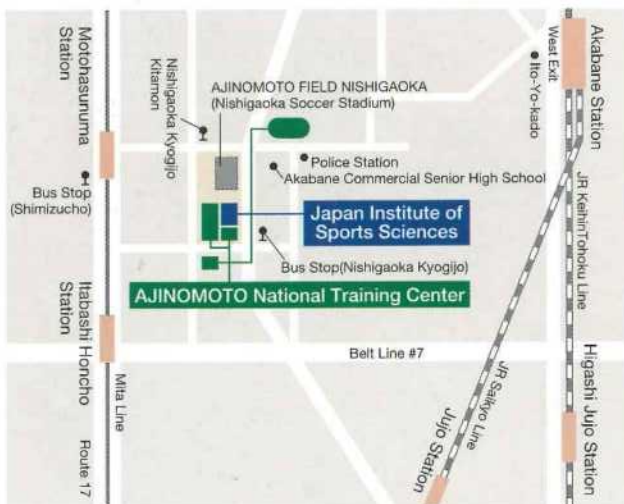 Motohasunuma
Station
Bus Stop
(Shimizucho)
Itabashi Honcho
Station
Mita Line
Route 17
Nishigaoka Kyogijo
Kitamon
AJINOMOTO FIELD NISHIGAOKA
(Nishigaoka Soccer Stadium)
Police Station
Akabane Commercial Senior High School
Japan Institute of
Sports Sciences
Bus Stop(Nishigaoka Kyogijo)
AJINOMOTO National Training Center
Belt Line #7
West Exit
Ito-Yo-kado
Akabane Station
JR KeihinTohoku Line
JR Saikyo Line
Jujo Station
Higashi Jujo Station